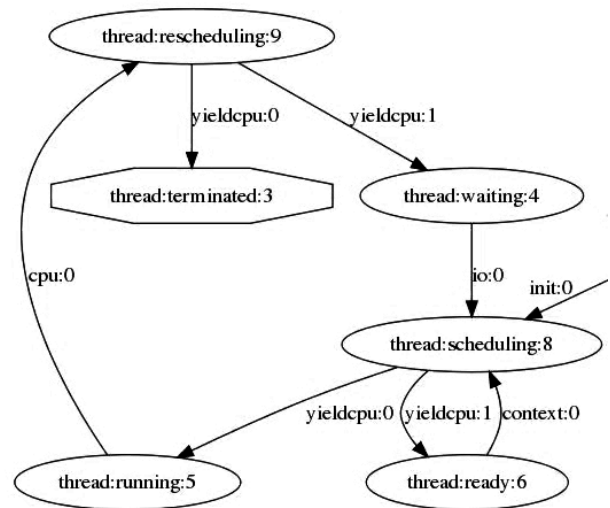 thread:rescheduling:9
yieldcpu:0
yieldcpu:1
thread:terminated:3
thread:waiting:4
cpu:0
io:0
init:0
thread:scheduling:8
yieldcpu:0
yieldcpu:1
context:0
thread:running:5
thread:ready:6